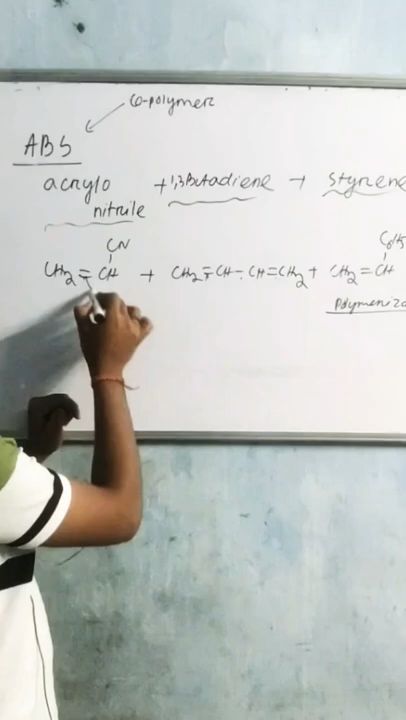 co-polymer
ABS
acrylo + 1,3 Butadiene + styrene
nitrile
CN C6H5
CH2 = CH + CH2 = CH - CH = CH2 + CH2 = CH
Polymeriza